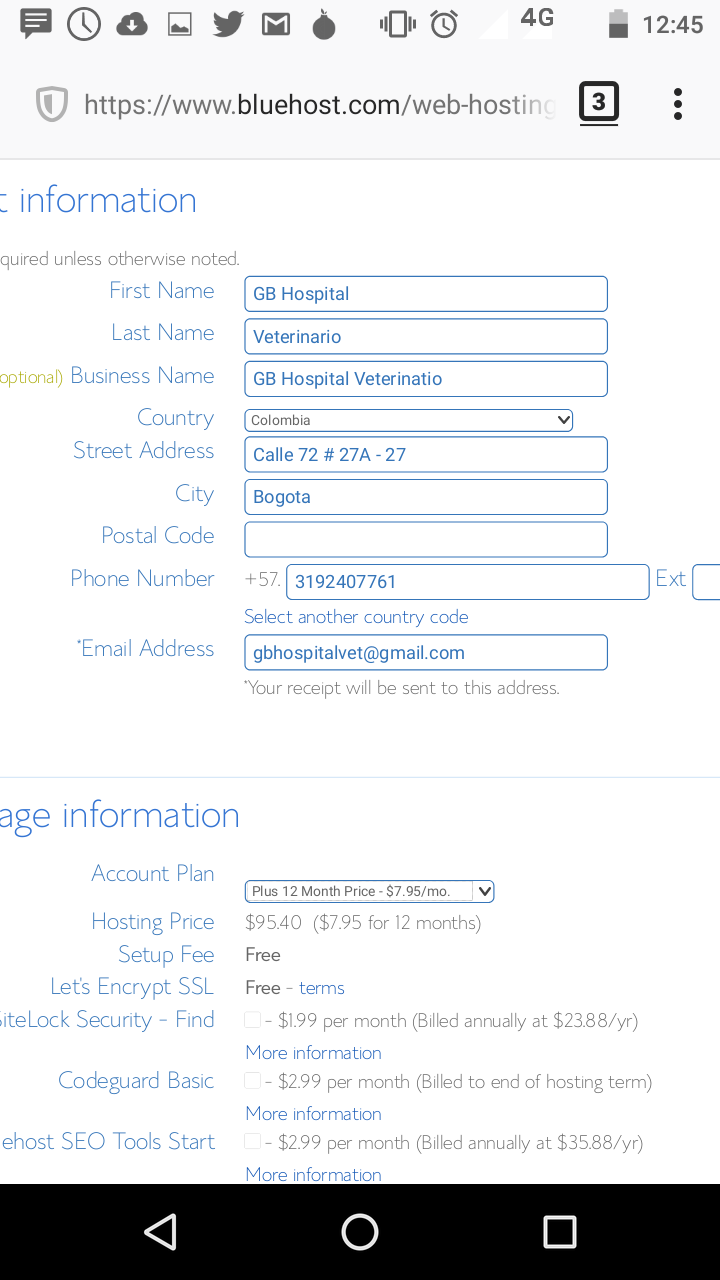 4G 12:45
https://www.bluehost.com/web-hosting
3
t information
quired unless otherwise noted.
First Name GB Hospital
Last Name Veterinario
optional) Business Name GB Hospital Veterinatio
Country Colombia
Street Address Calle 72 # 27A - 27
City Bogota
Postal Code
Phone Number +57. 3192407761 Ext
Select another country code
*Email Address gbhospitalvet@gmail.com
*Your receipt will be sent to this address.
age information
Account Plan Plus 12 Month Price - $7.95/mo.
Hosting Price $95.40 ($7.95 for 12 months)
Setup Fee Free
Let's Encrypt SSL Free - terms
SiteLock Security - Find - $1.99 per month (Billed annually at $23.88/yr)
More information
Codeguard Basic - $2.99 per month (Billed to end of hosting term)
More information
ehost SEO Tools Start - $2.99 per month (Billed annually at $35.88/yr)
More information